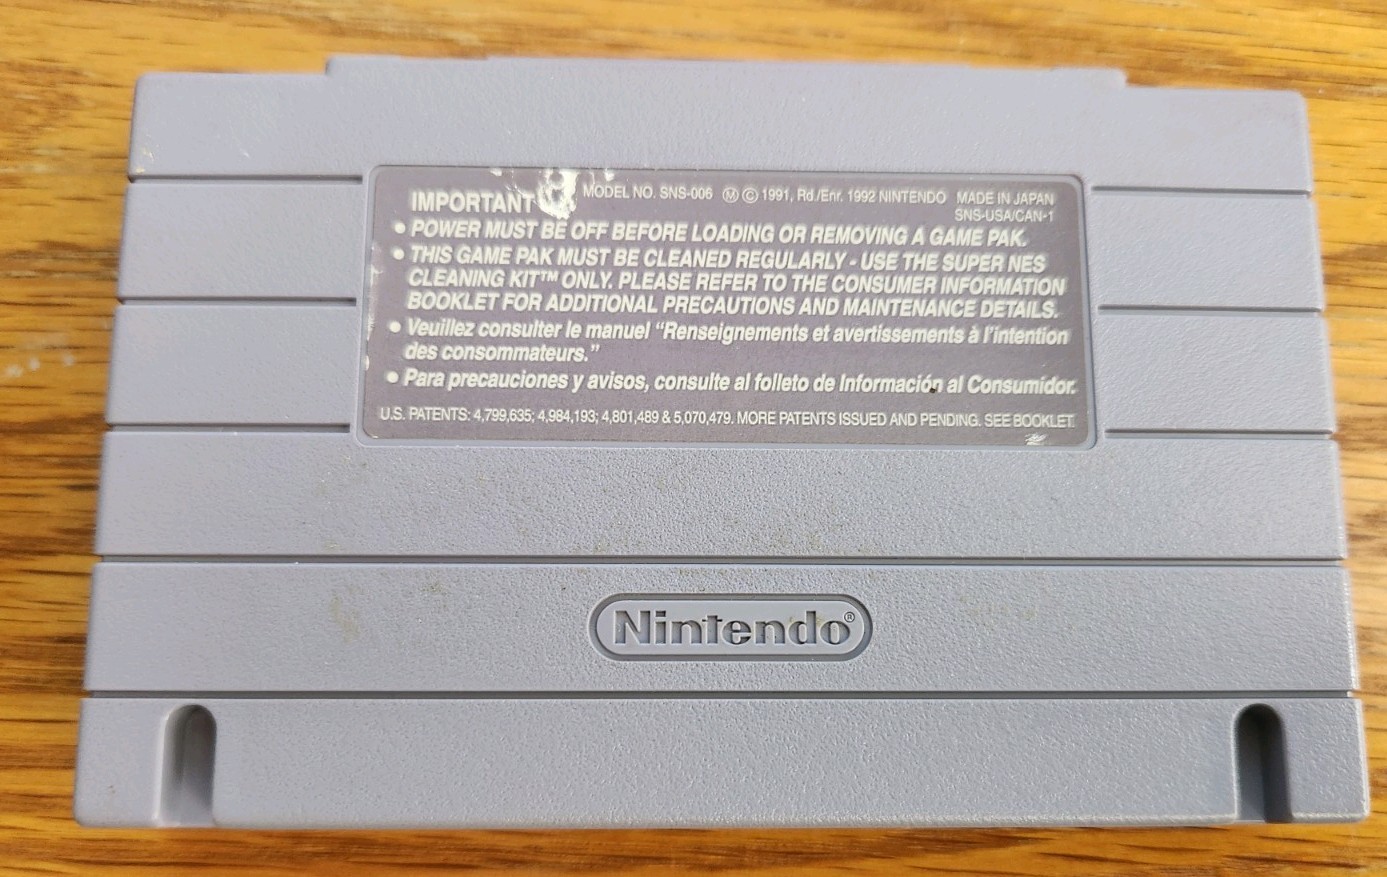 IMPORTANT MODEL NO. SNS-006 Ⓜ © 1991, Rd./Enr. 1992 NINTENDO MADE IN JAPAN
SNS-USA/CAN-1
• POWER MUST BE OFF BEFORE LOADING OR REMOVING A GAME PAK.
• THIS GAME PAK MUST BE CLEANED REGULARLY - USE THE SUPER NES
CLEANING KIT™ ONLY. PLEASE REFER TO THE CONSUMER INFORMATION
BOOKLET FOR ADDITIONAL PRECAUTIONS AND MAINTENANCE DETAILS.
• Veuillez consulter le manuel “Renseignements et avertissements à l'intention
des consommateurs.”
• Para precauciones y avisos, consulte al folleto de Información al Consumidor.
U.S. PATENTS: 4,799,635; 4,984,193; 4,801,489 & 5,070,479. MORE PATENTS ISSUED AND PENDING. SEE BOOKLET.
Nintendo®